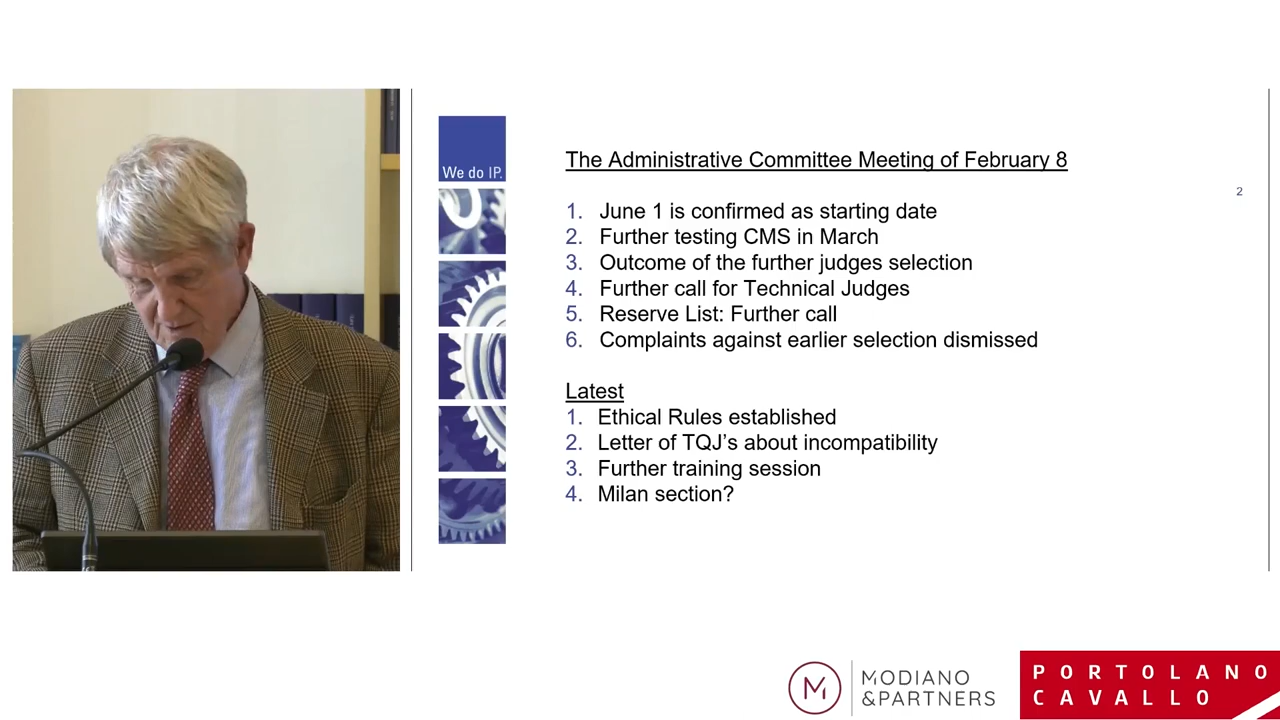 We do IP.
The Administrative Committee Meeting of February 8
2
1. June 1 is confirmed as starting date
2. Further testing CMS in March
3. Outcome of the further judges selection
4. Further call for Technical Judges
5. Reserve List: Further call
6. Complaints against earlier selection dismissed
Latest
1. Ethical Rules established
2. Letter of TQJ’s about incompatibility
3. Further training session
4. Milan section?
M
MODIANO
&PARTNERS
PORTOLANO
CAVALLO